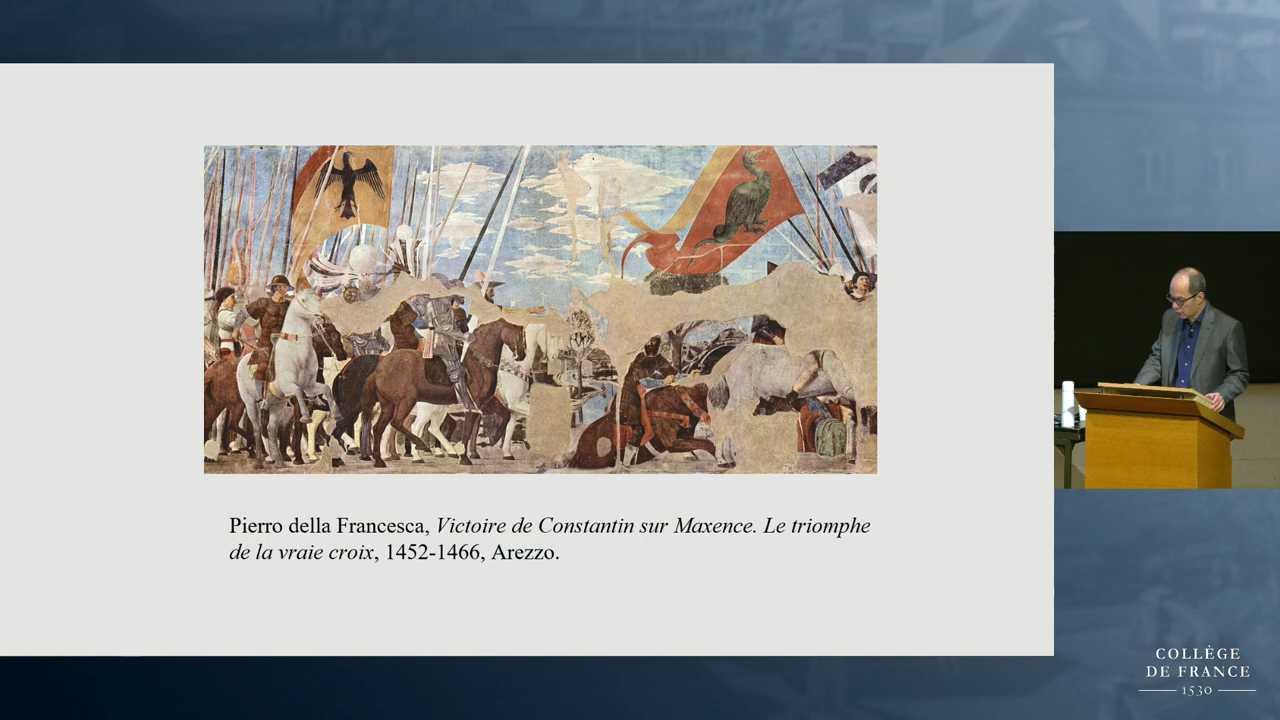 Pierro della Francesca, Victoire de Constantin sur Maxence. Le triomphe
de la vraie croix, 1452-1466, Arezzo.
COLLÈGE
DE FRANCE
1530